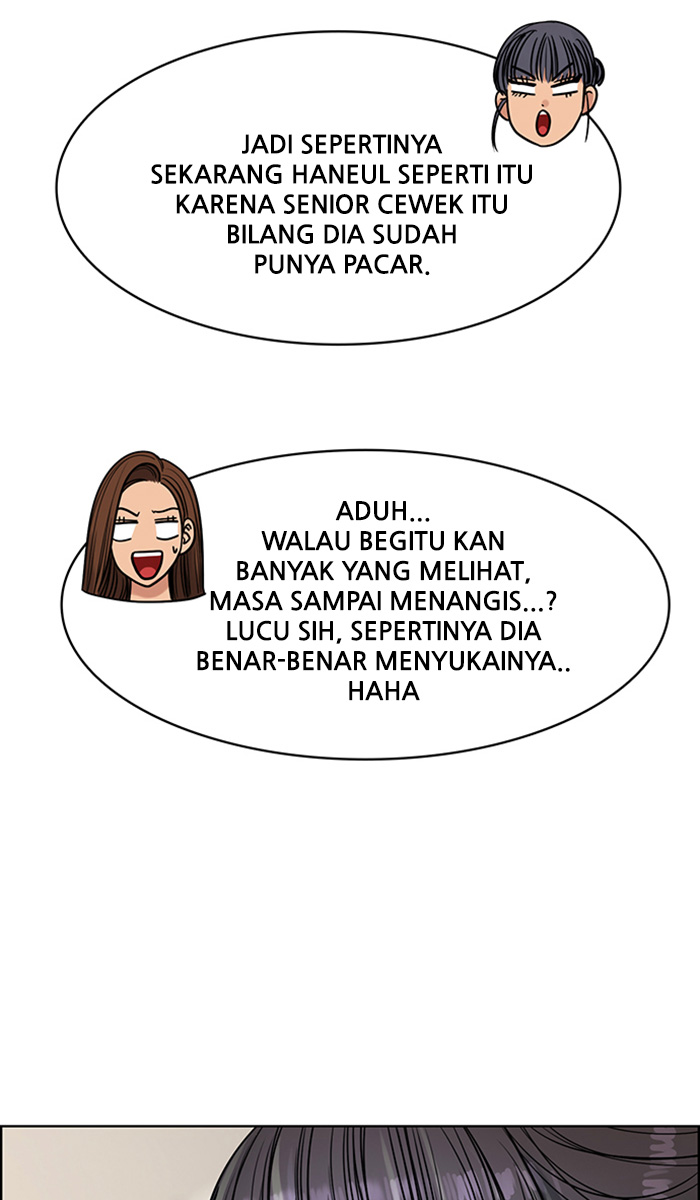 JADI SEPERTINYA
SEKARANG HANEUL SEPERTI ITU
KARENA SENIOR CEWEK ITU
BILANG DIA SUDAH
PUNYA PACAR.
ADUH...
WALAU BEGITU KAN
BANYAK YANG MELIHAT,
MASA SAMPAI MENANGIS...?
LUCU SIH, SEPERTINYA DIA
BENAR-BENAR MENYUKAINYA..
HAHA